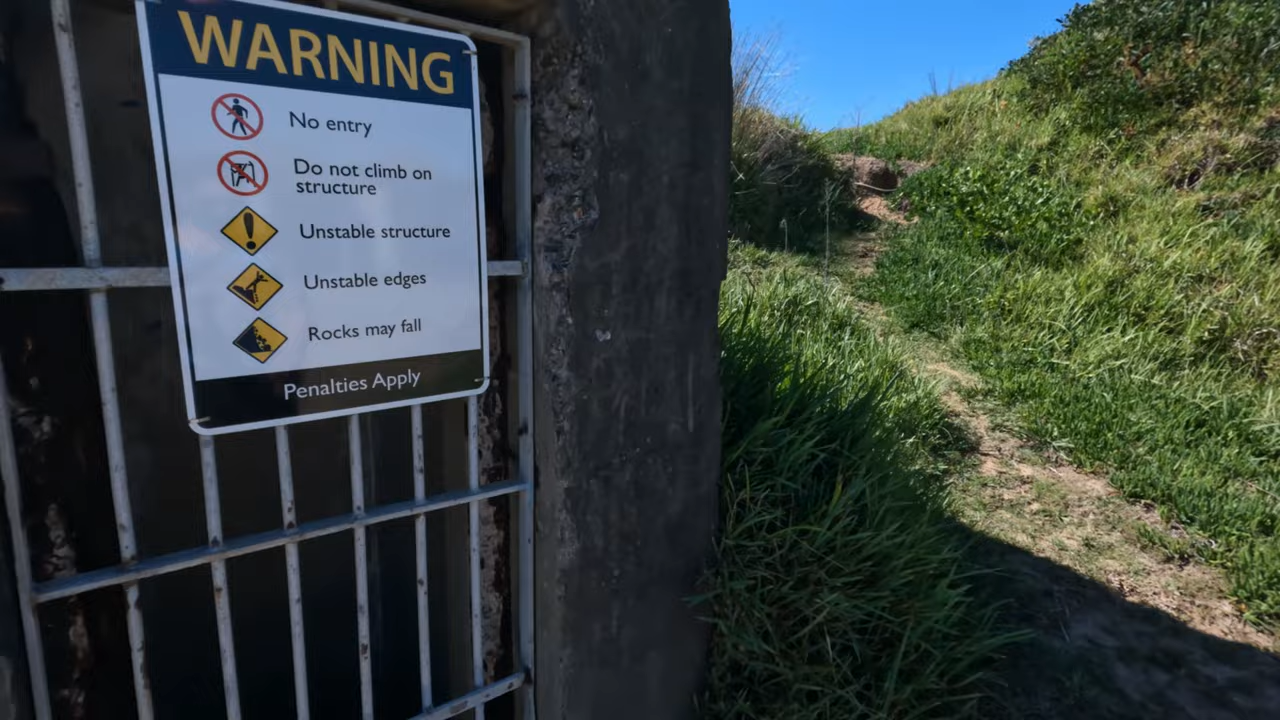 WARNING
No entry
Do not climb on
structure
Unstable structure
Unstable edges
Rocks may fall
Penalties Apply